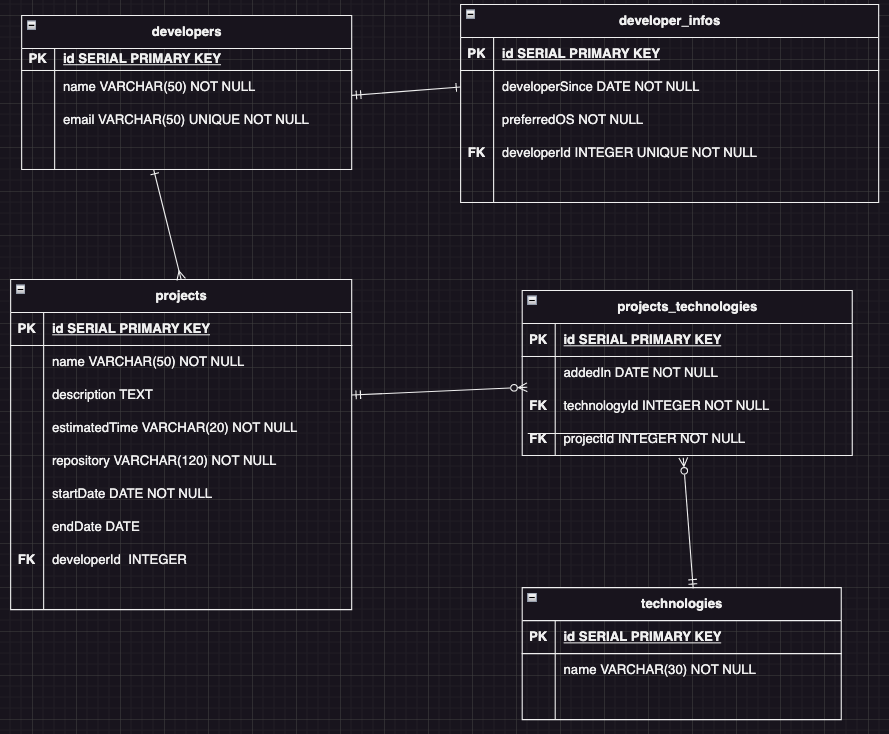 developers
PK id SERIAL PRIMARY KEY
name VARCHAR(50) NOT NULL
email VARCHAR(50) UNIQUE NOT NULL
developer_infos
PK id SERIAL PRIMARY KEY
developerSince DATE NOT NULL
preferredOS NOT NULL
FK developerId INTEGER UNIQUE NOT NULL
projects
PK id SERIAL PRIMARY KEY
name VARCHAR(50) NOT NULL
description TEXT
estimatedTime VARCHAR(20) NOT NULL
repository VARCHAR(120) NOT NULL
startDate DATE NOT NULL
endDate DATE
FK developerId INTEGER
projects_technologies
PK id SERIAL PRIMARY KEY
addedIn DATE NOT NULL
FK technologyId INTEGER NOT NULL
FK projectId INTEGER NOT NULL
technologies
PK id SERIAL PRIMARY KEY
name VARCHAR(30) NOT NULL